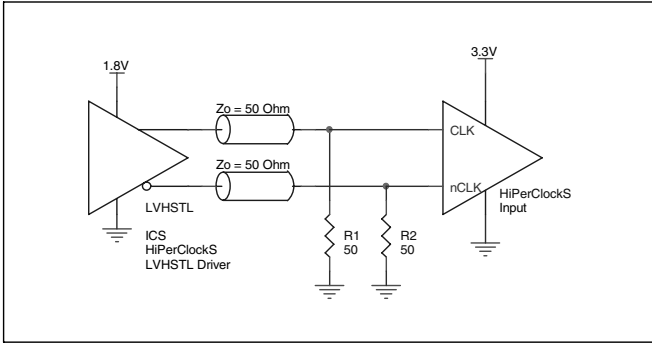 1.8V
3.3V
Zo = 50 Ohm
CLK
Zo = 50 Ohm
nCLK
HiPerClockS
Input
LVHSTL
ICS
HiPerClockS
LVHSTL Driver
R1
50
R2
50